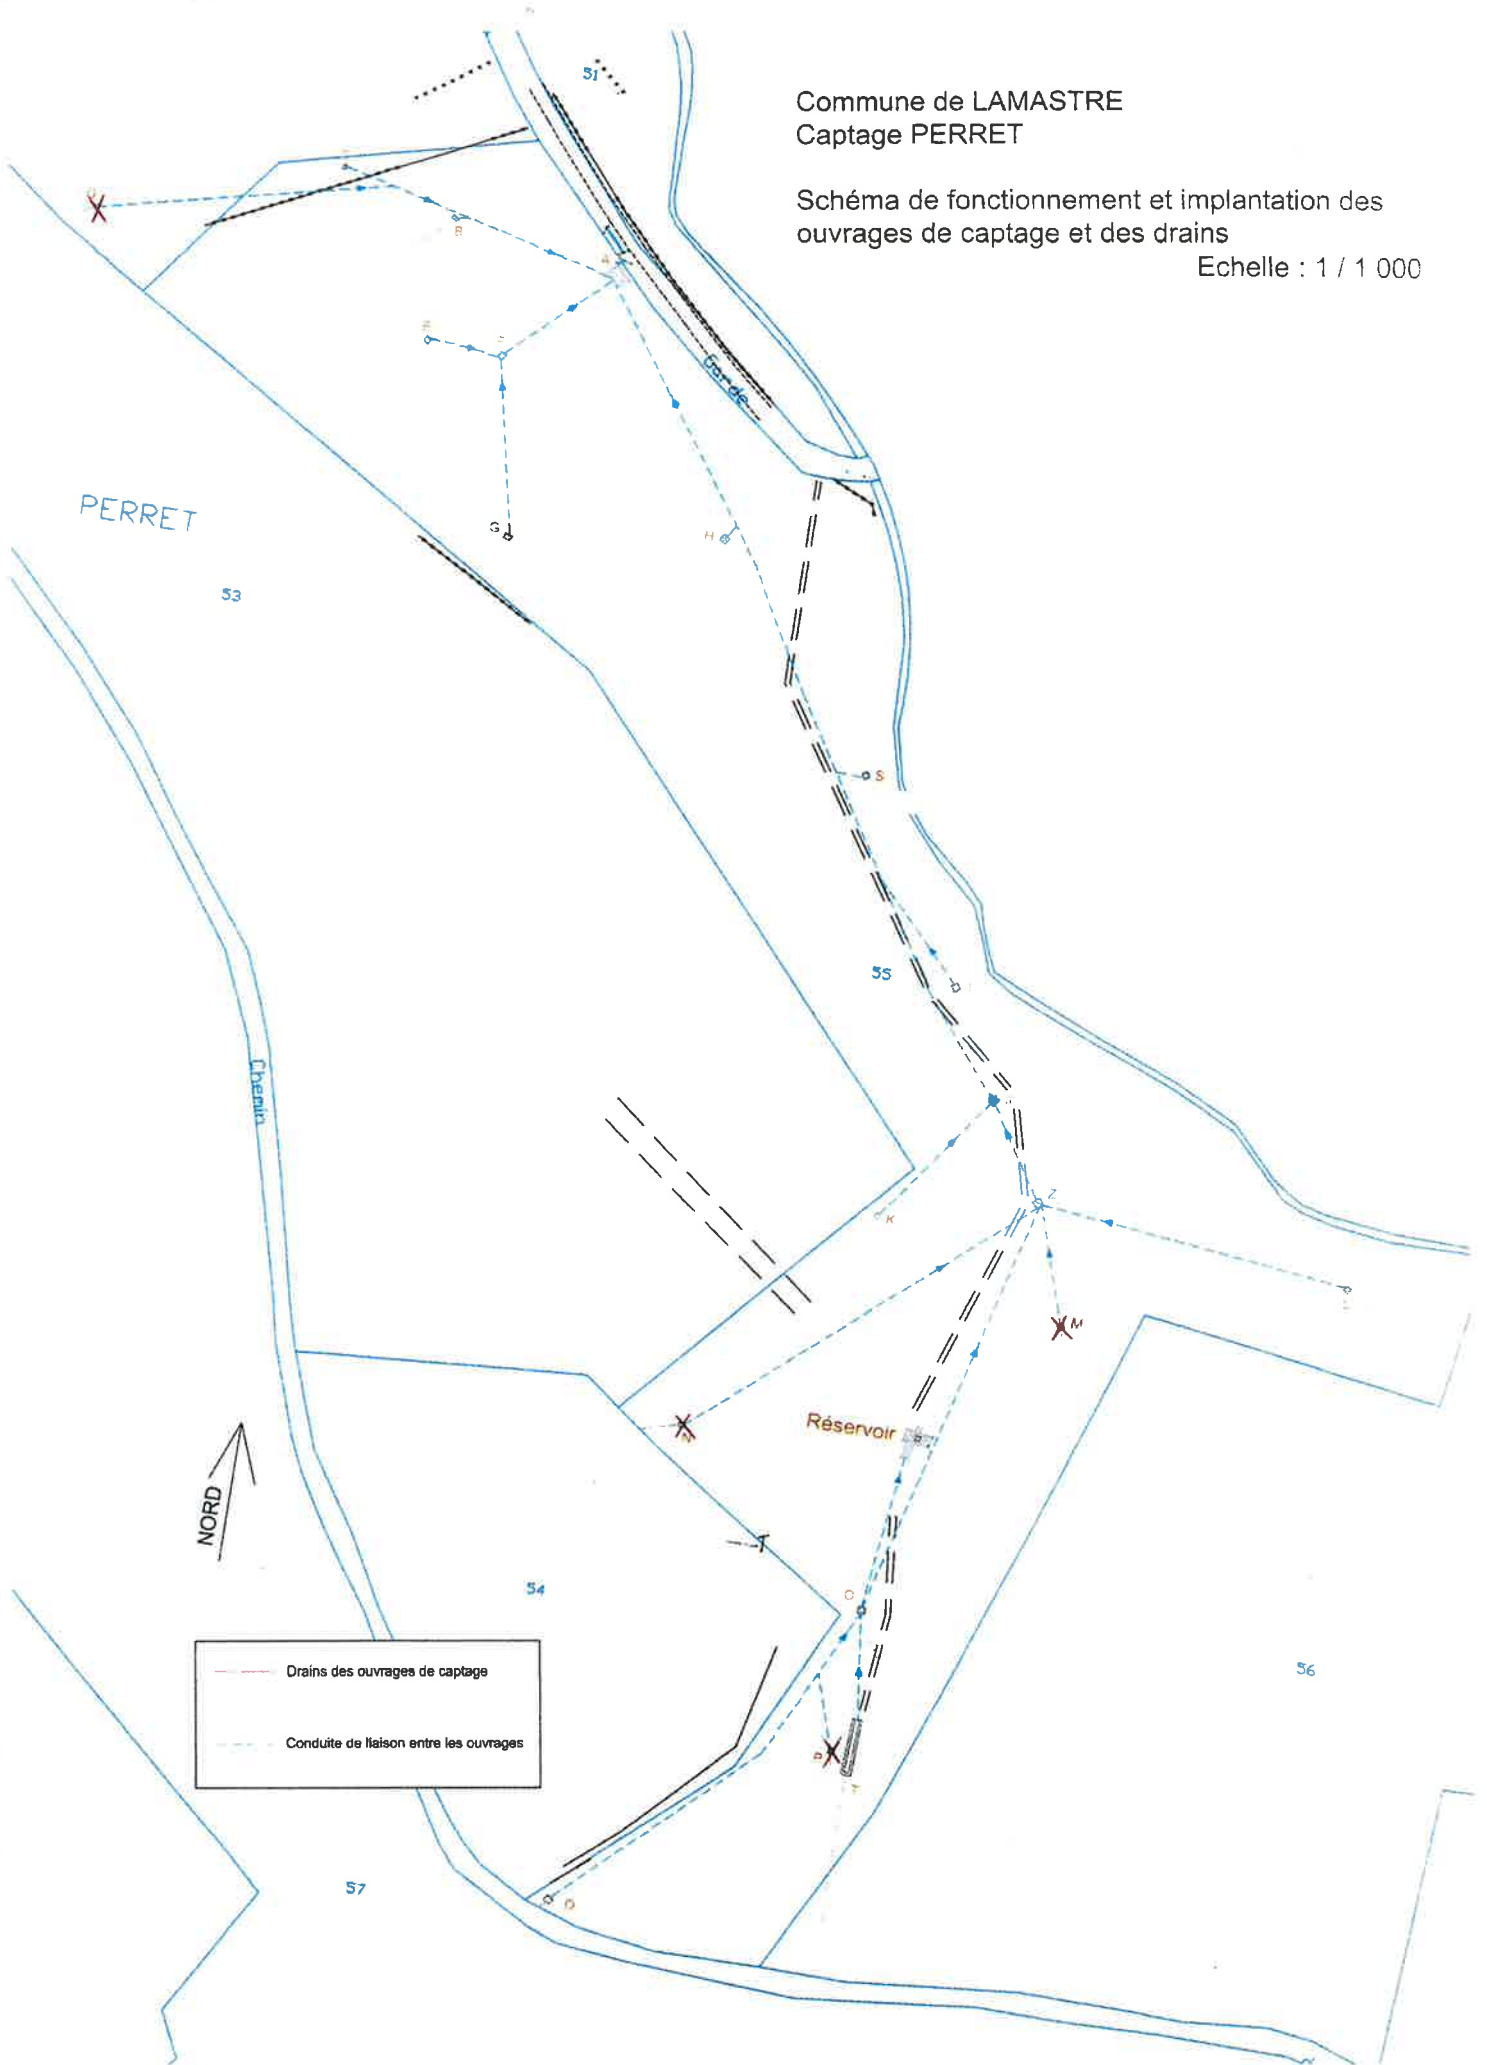 51
Commune de LAMASTRE
Captage PERRET
Schéma de fonctionnement et implantation des
ouvrages de captage et des drains
Echelle : 1 / 1 000
B
A
Garde
PERRET
G
H
53
S
55
Chemin
K
Z
M
N
Réservoir
NORD
54
O
56
Drains des ouvrages de captage
Conduite de liaison entre les ouvrages
P
57